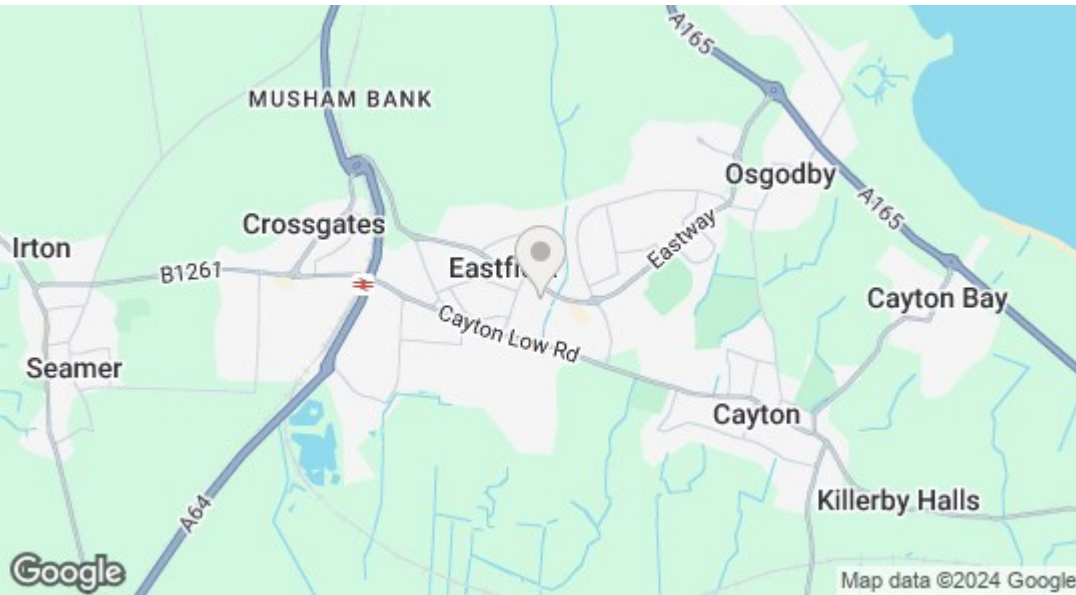 A165
MUSHAM BANK
Osgodby
A165
Crossgates
Eastway
Irton
B1261
Cayton Bay
Cayton Low Rd
Seamer
Cayton
Killerby Halls
A64
Google
Map data ©2024 Google